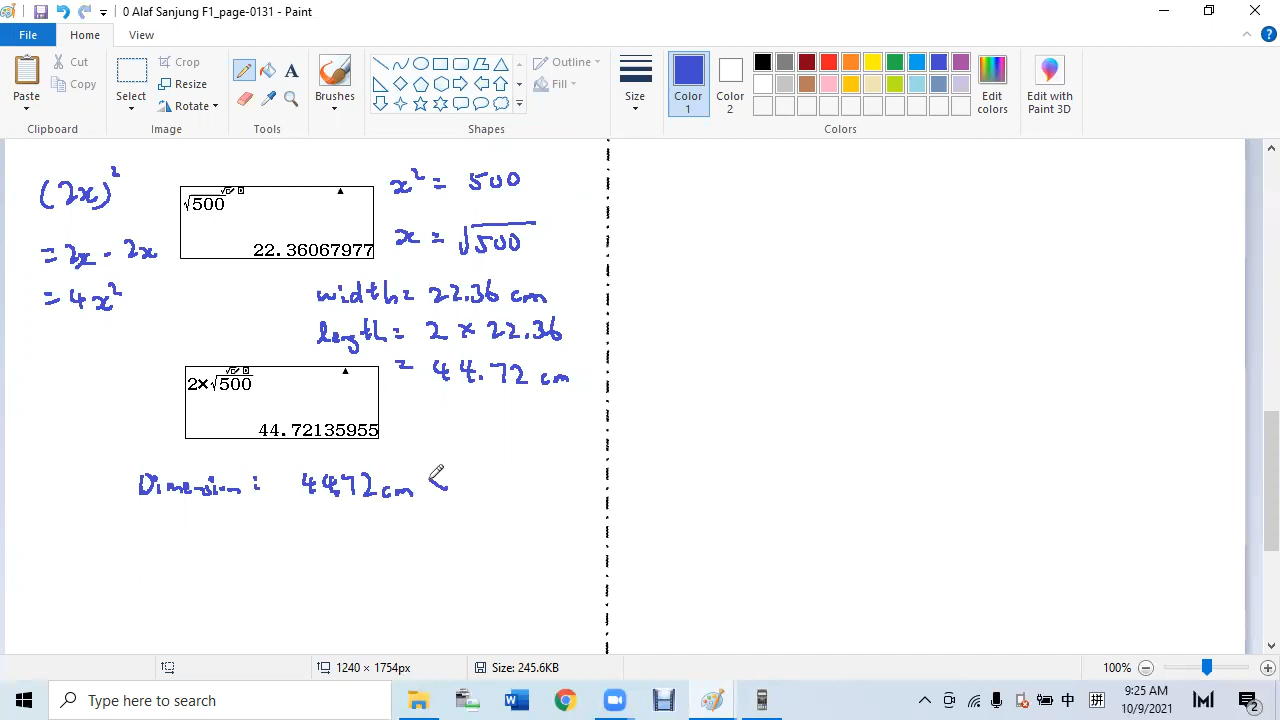 0 Alaf Sanjung F1_page-0131 - Paint
File Home View
Paste Cut Copy Clipboard
Select Crop Resize Rotate Image
A Tools
Brushes
Outline Fill Shapes
Size
Color 1 Color 2 Edit colors Colors
Edit with Paint 3D
(2x)²
= 2x · 2x
= 4x²
√500
22.36067977
x² = 500
x = √500
width = 22.36 cm
length = 2 × 22.36
= 44.72 cm
2×√500
44.72135955
Dimension : 44.72 cm
1240 × 1754px Size: 245.6KB 100%
Type here to search
中 拼 9:25 AM
10/9/2021
2